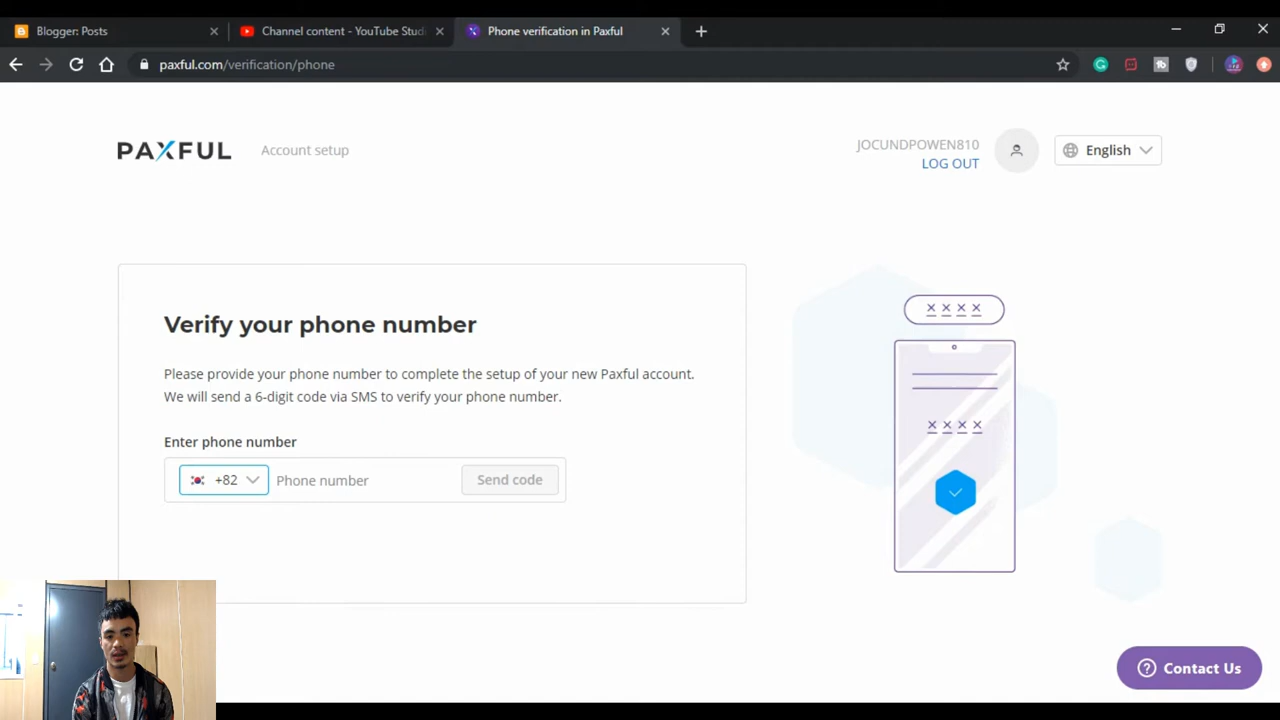 Blogger: Posts
Channel content - YouTube Stud
Phone verification in Paxful
paxful.com/verification/phone
PAXFUL
Account setup
JOCUNDPOWEN810
LOG OUT
English
Verify your phone number
Please provide your phone number to complete the setup of your new Paxful account.
We will send a 6-digit code via SMS to verify your phone number.
Enter phone number
+82
Phone number
Send code
Contact Us